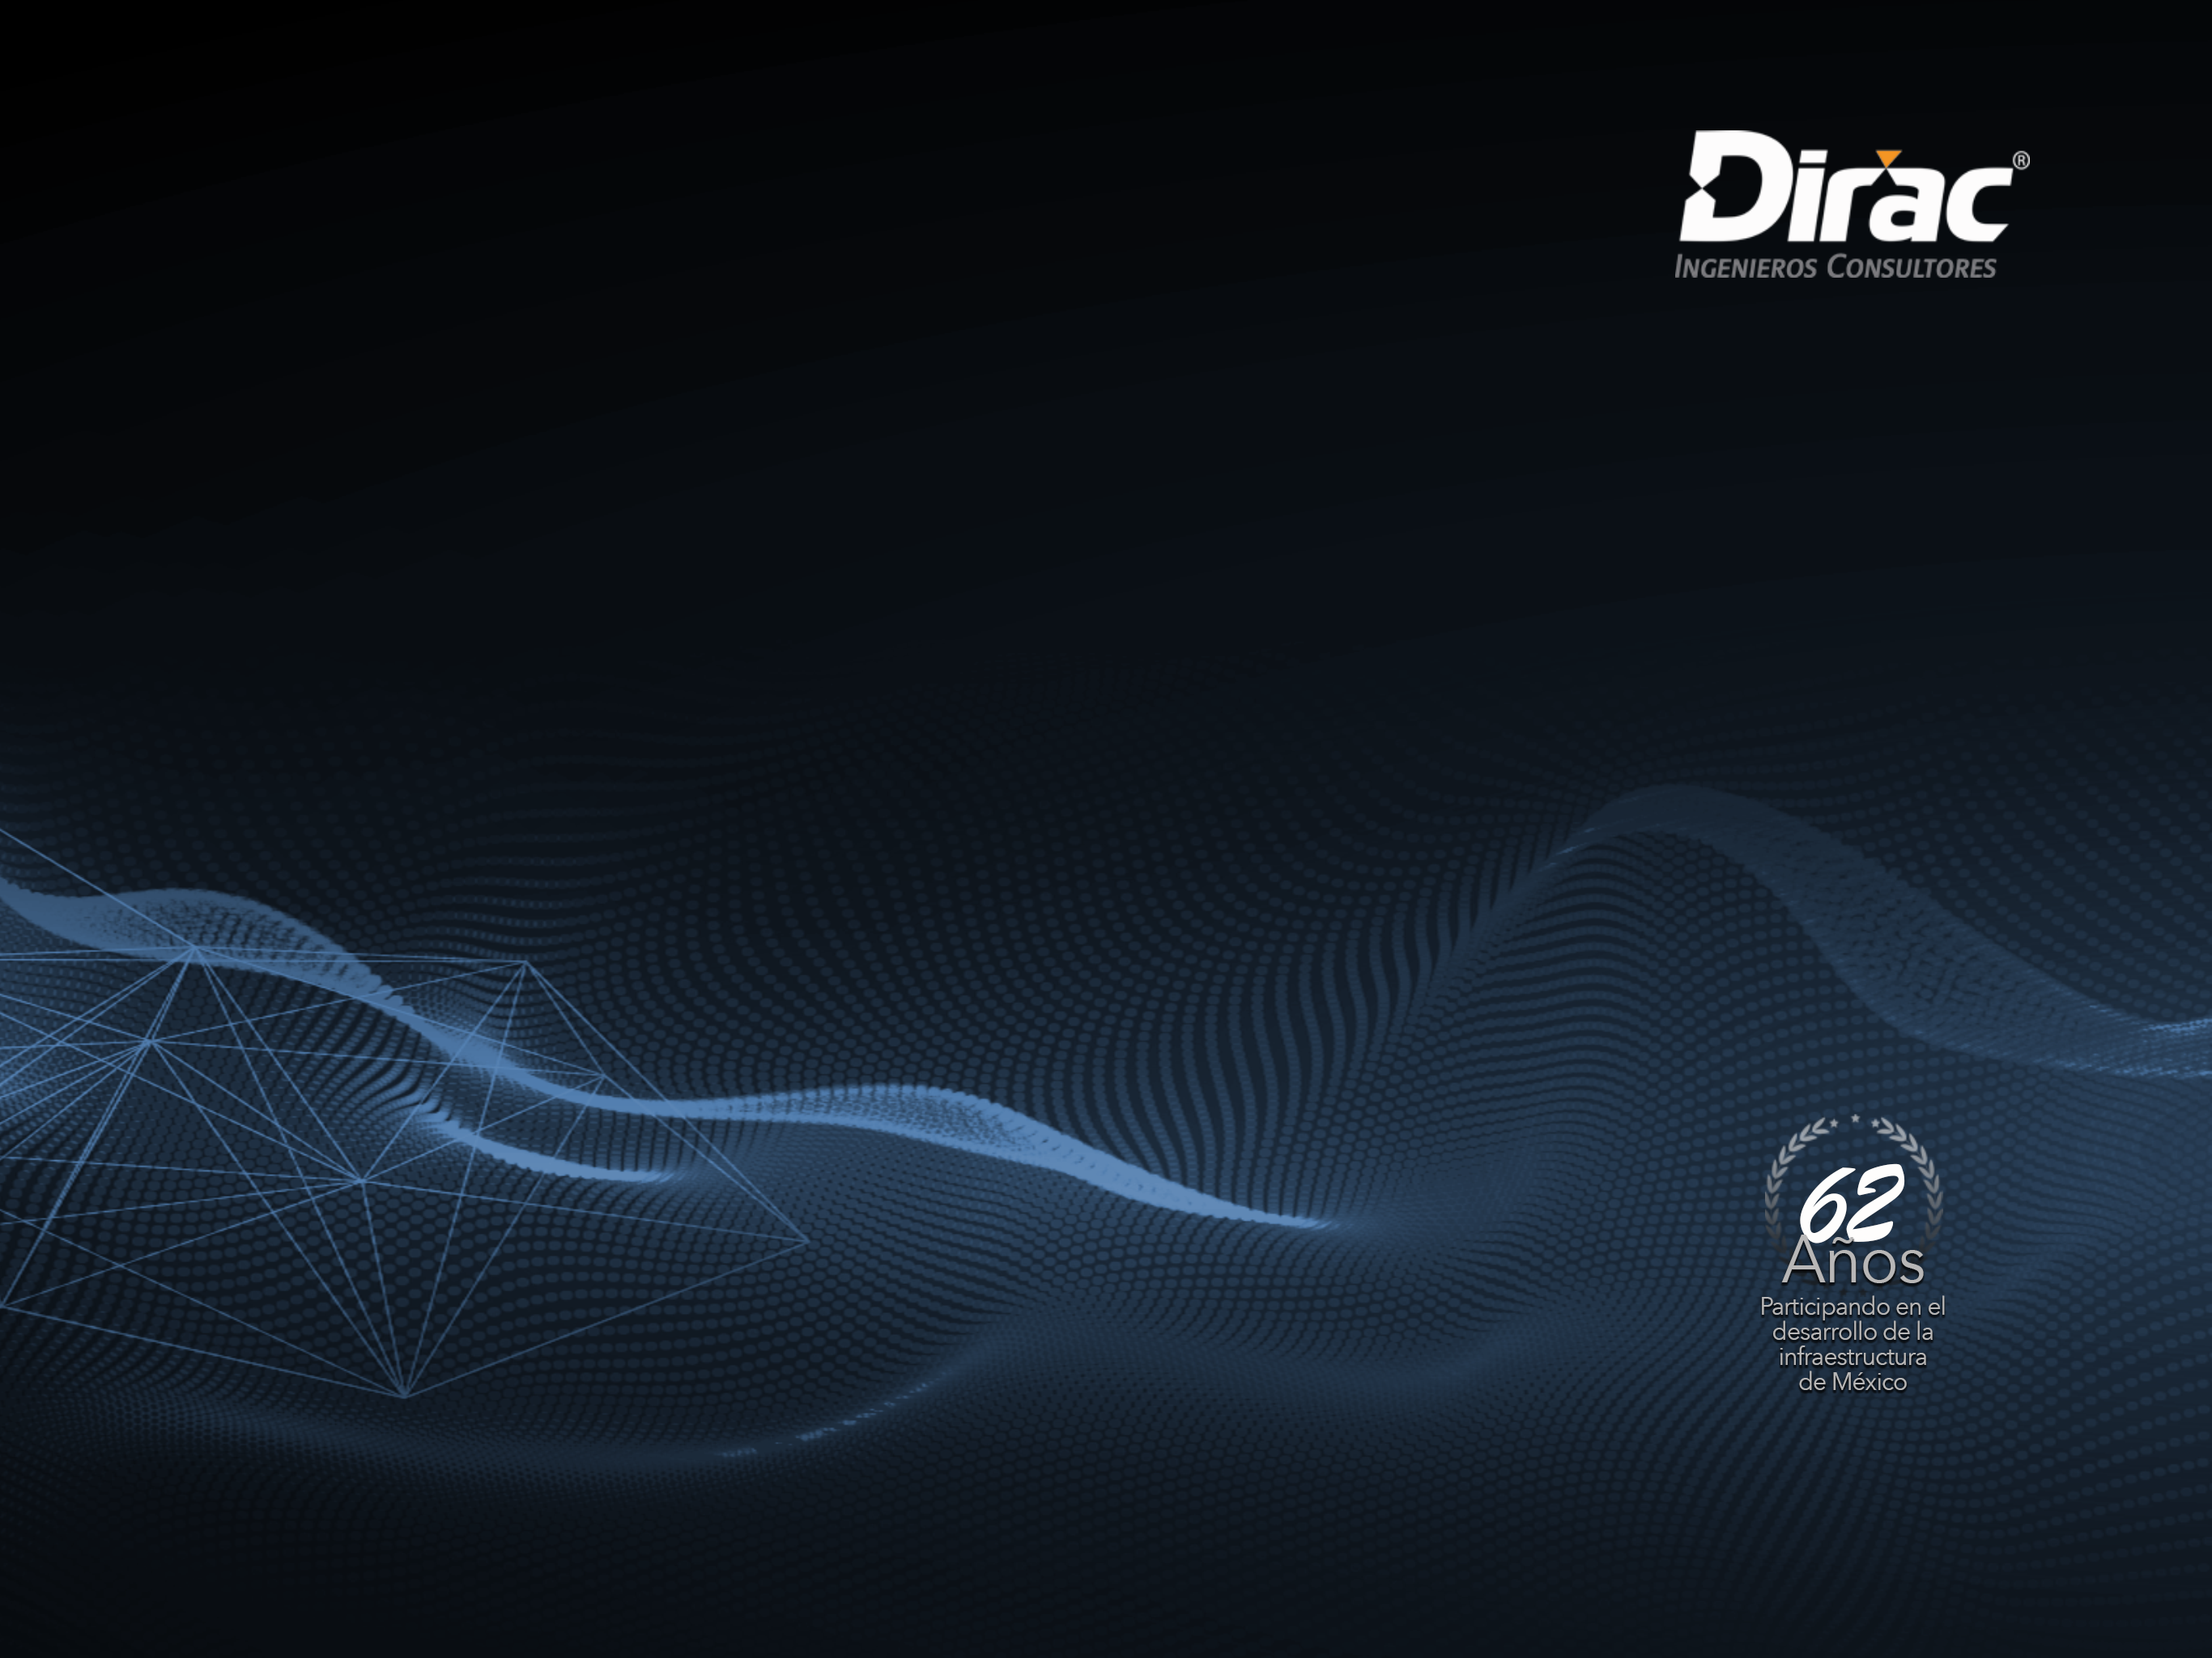 Dirac®
INGENIEROS CONSULTORES
62
Años
Participando en el
desarrollo de la
infraestructura
de México